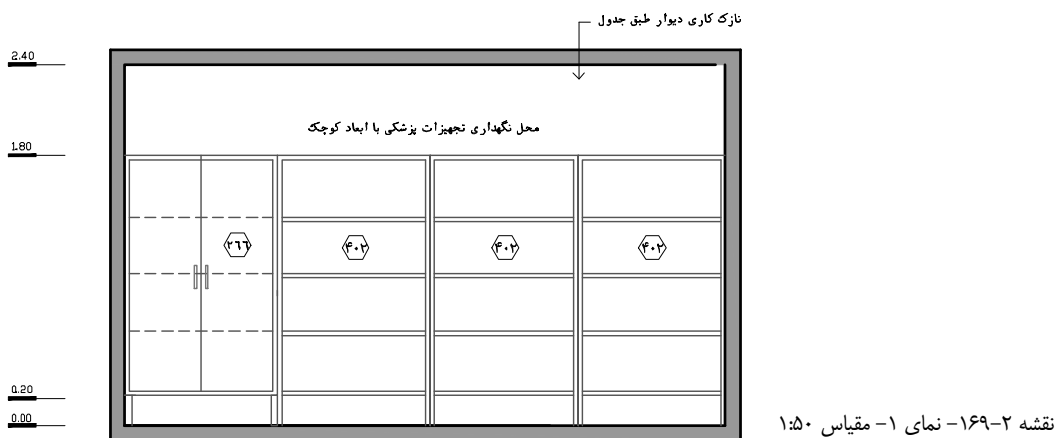 نازک کاری دیوار طبق جدول
2.40
محل نگهداری تجهیزات پزشکی با ابعاد کوچک
1.80
۲٦٦
۴۰۲
۴۰۲
۴۰۲
0.20
0.00
نقشه ۲-۱۶۹- نمای ۱- مقیاس ۱:۵۰